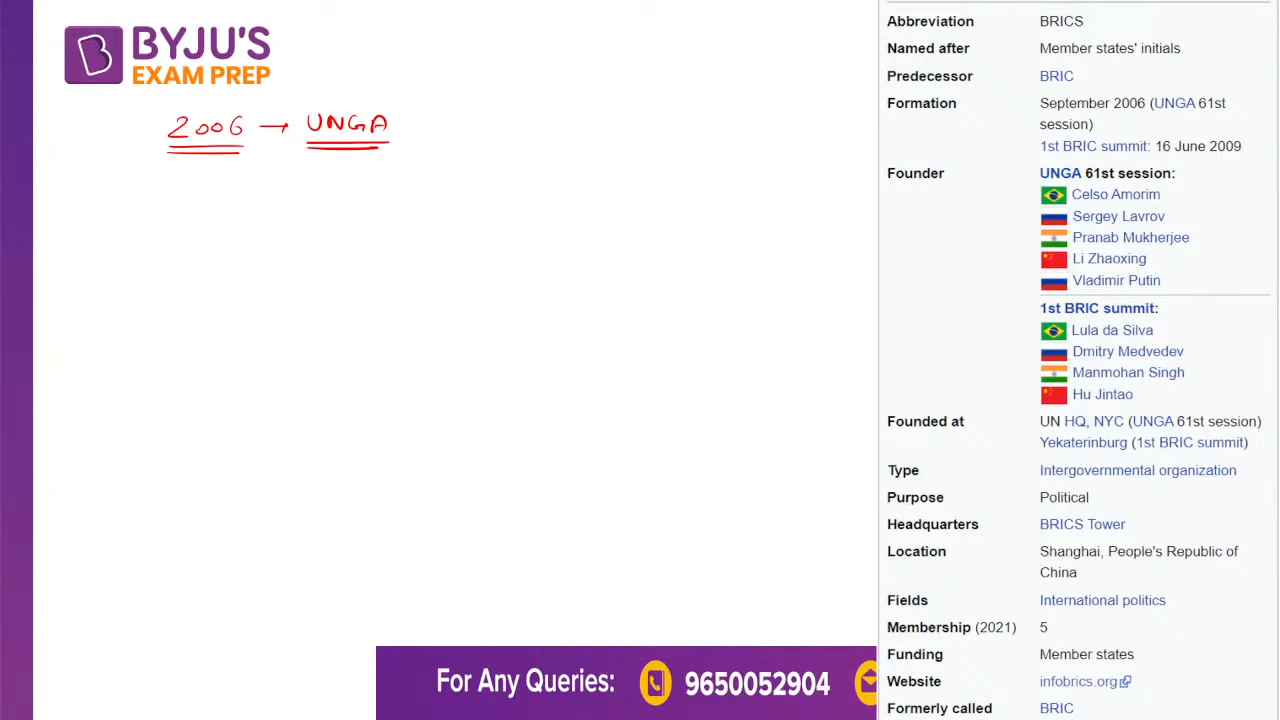 BYJU'S
EXAM PREP
2006 → UNGA
Abbreviation BRICS
Named after Member states' initials
Predecessor BRIC
Formation September 2006 (UNGA 61st
session)
1st BRIC summit: 16 June 2009
Founder UNGA 61st session:
Celso Amorim
Sergey Lavrov
Pranab Mukherjee
Li Zhaoxing
Vladimir Putin
1st BRIC summit:
Lula da Silva
Dmitry Medvedev
Manmohan Singh
Hu Jintao
Founded at UN HQ, NYC (UNGA 61st session)
Yekaterinburg (1st BRIC summit)
Type Intergovernmental organization
Purpose Political
Headquarters BRICS Tower
Location Shanghai, People's Republic of
China
Fields International politics
Membership (2021) 5
Funding Member states
Website infobrics.org
Formerly called BRIC
For Any Queries: 9650052904